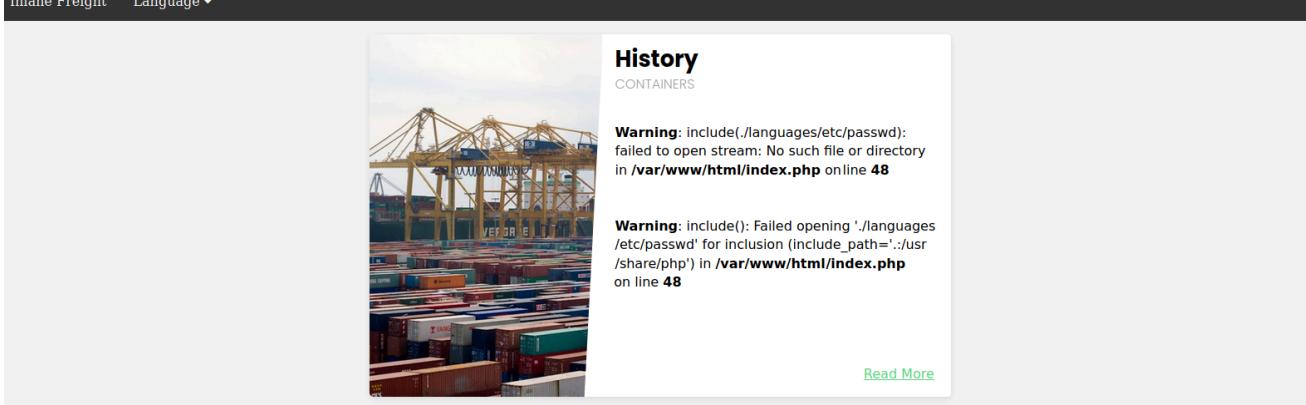 Inlane Freight Language
History
CONTAINERS
Warning: include(./languages/etc/passwd):
failed to open stream: No such file or directory
in /var/www/html/index.php on line 48
Warning: include(): Failed opening './languages
/etc/passwd' for inclusion (include_path='.:/usr
/share/php') in /var/www/html/index.php
on line 48
Read More